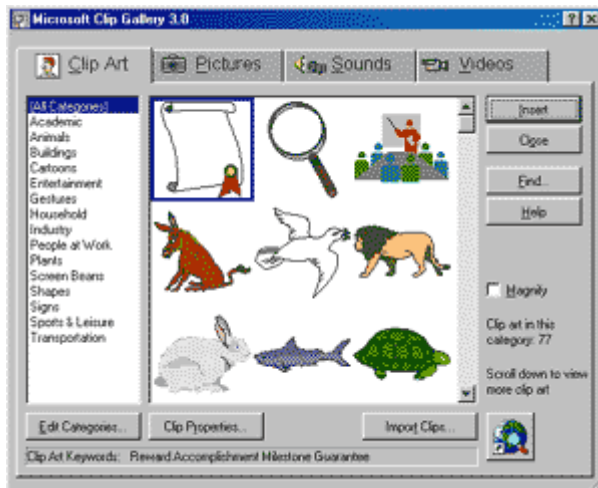 Microsoft Clip Gallery 3.0
Clip Art
Pictures
Sounds
Videos
[All Categories]
Academic
Animals
Buildings
Cartoons
Entertainment
Gestures
Household
Industry
People at Work
Plants
Screen Beans
Shapes
Signs
Sports & Leisure
Transportation
Insert
Close
Find...
Help
Magnify
Clip art in this
category: 77
Scroll down to view
more clip art
Edit Categories...
Clip Properties...
Import Clips...
Clip Art Keywords: Reward Accomplishment Milestone Guarantee